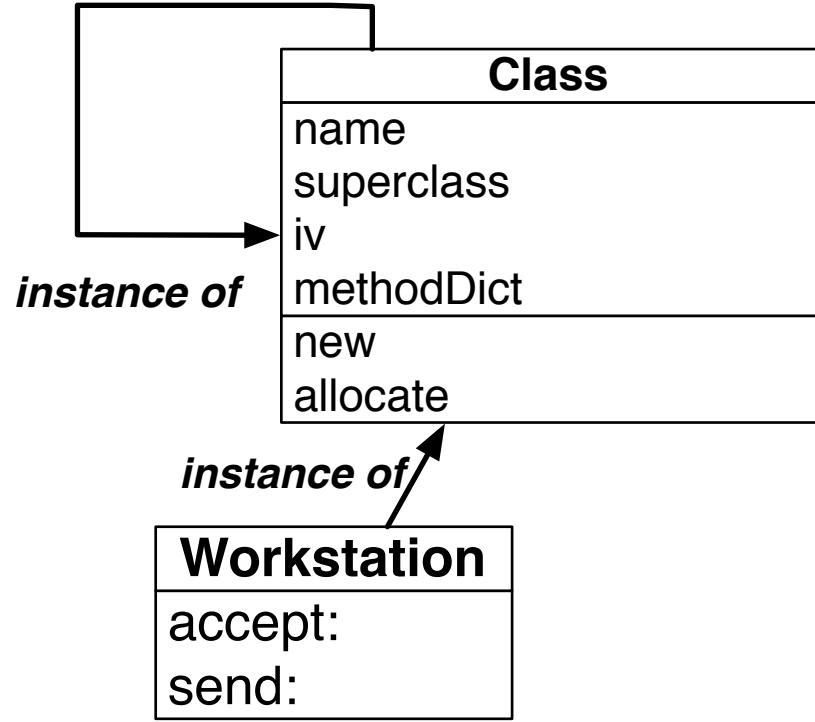 Class
name
superclass
iv
instance of
methodDict
new
allocate
instance of
Workstation
accept:
send: